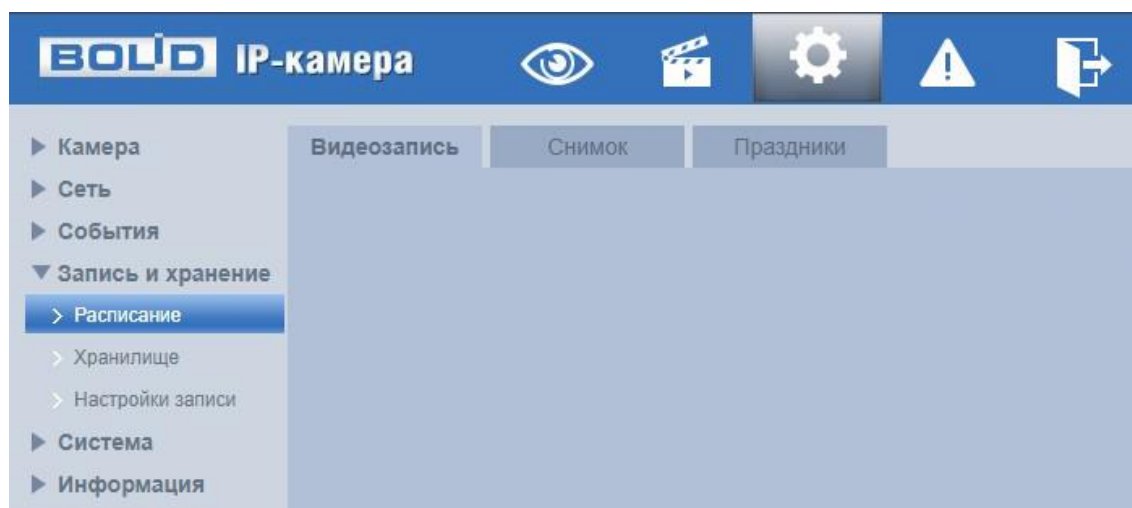 BOLID IP-камера
Камера
Видеозапись Снимок Праздники
Сеть
События
Запись и хранение
Расписание
Хранилище
Настройки записи
Система
Информация